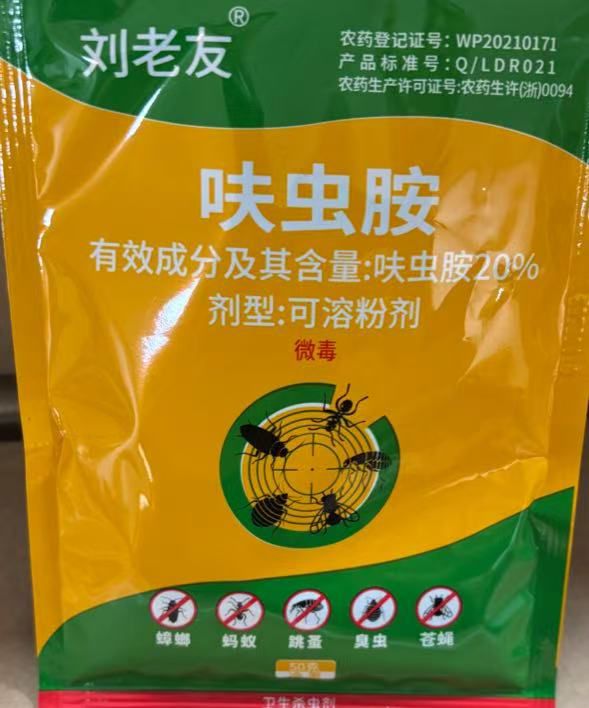 刘老友®
农药登记证号：WP20210171
产品标准号：Q/LDR021
农药生产许可证号:农药生许(浙)0094
呋虫胺
有效成分及其含量:呋虫胺20%
剂型:可溶粉剂
微毒
蟑螂 蚂蚁 跳蚤 臭虫 苍蝇
50克
卫生杀虫剂